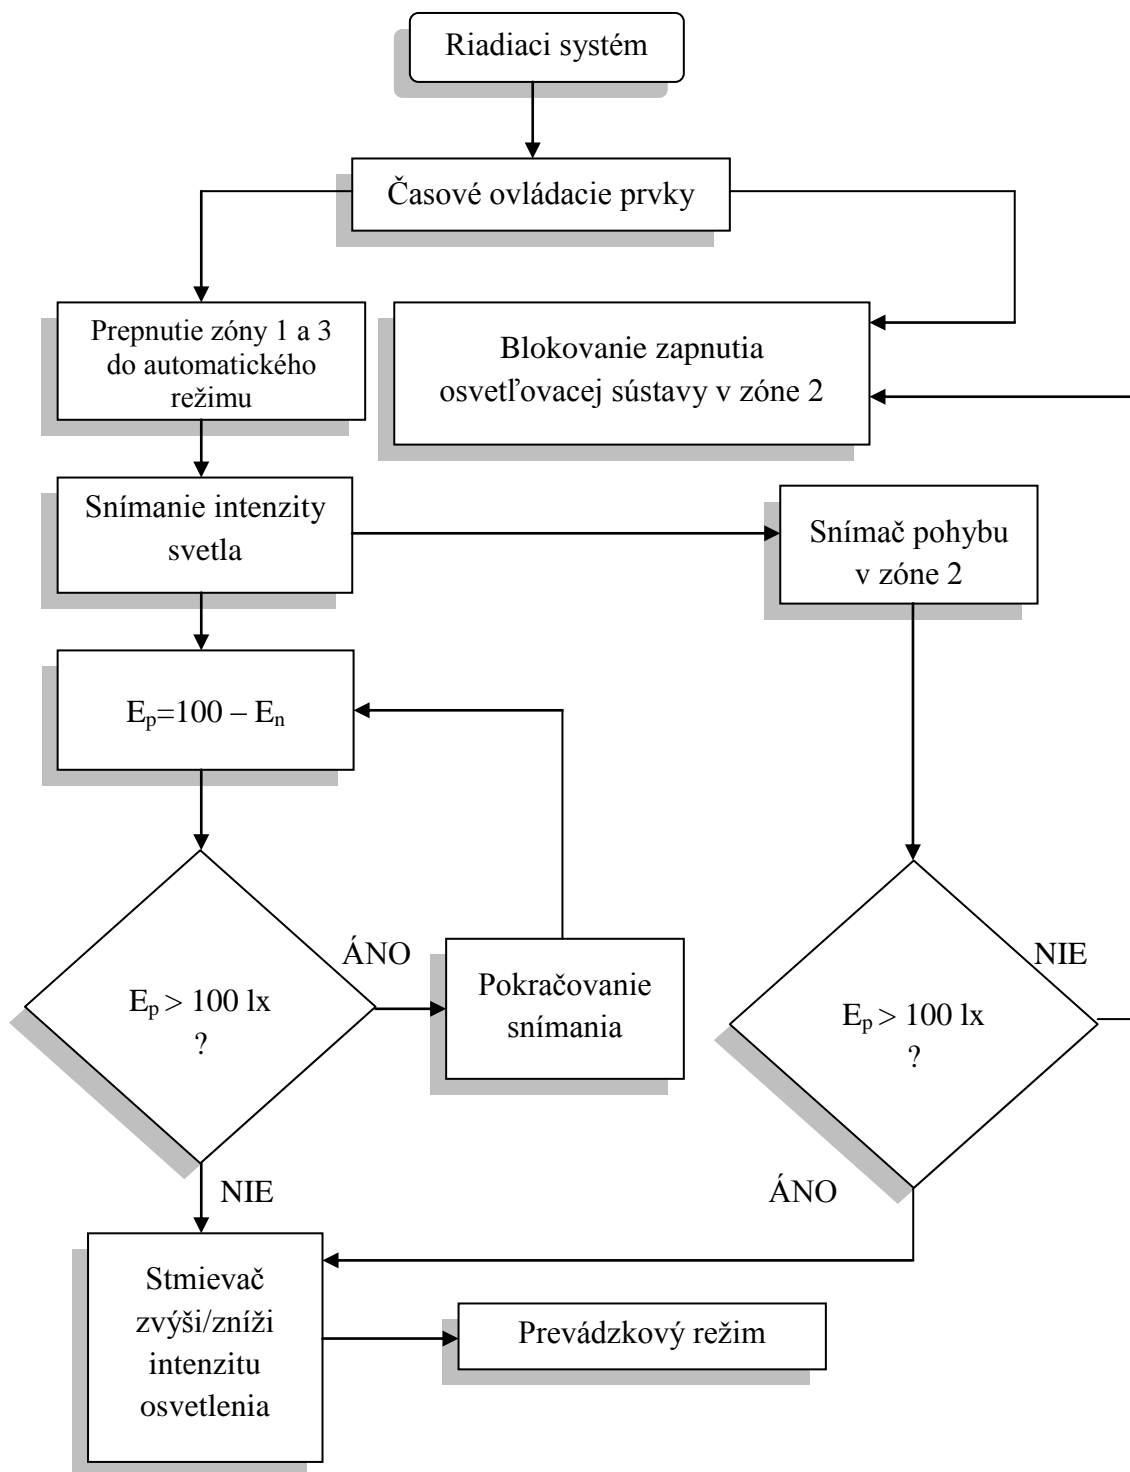 Riadiaci systém
Časové ovládacie prvky
Prepnutie zóny 1 a 3
do automatického
režimu
Blokovanie zapnutia
osvetľovacej sústavy v zóne 2
Snímanie intenzity
svetla
Snímač pohybu
v zóne 2
Eₚ=100 – Eₙ
ÁNO
Eₚ > 100 lx
?
Pokračovanie
snímania
NIE
Eₚ > 100 lx
?
NIE
ÁNO
Stmievač
zvýši/zníži
intenzitu
osvetlenia
Prevádzkový režim